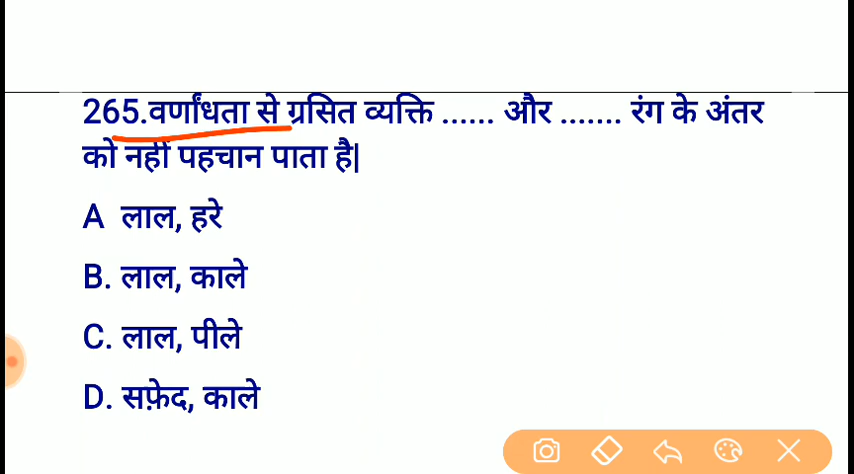 265.वर्णांधता से ग्रसित व्यक्ति ...... और ....... रंग के अंतर
को नहीं पहचान पाता है|
A लाल, हरे
B. लाल, काले
C. लाल, पीले
D. सफ़ेद, काले